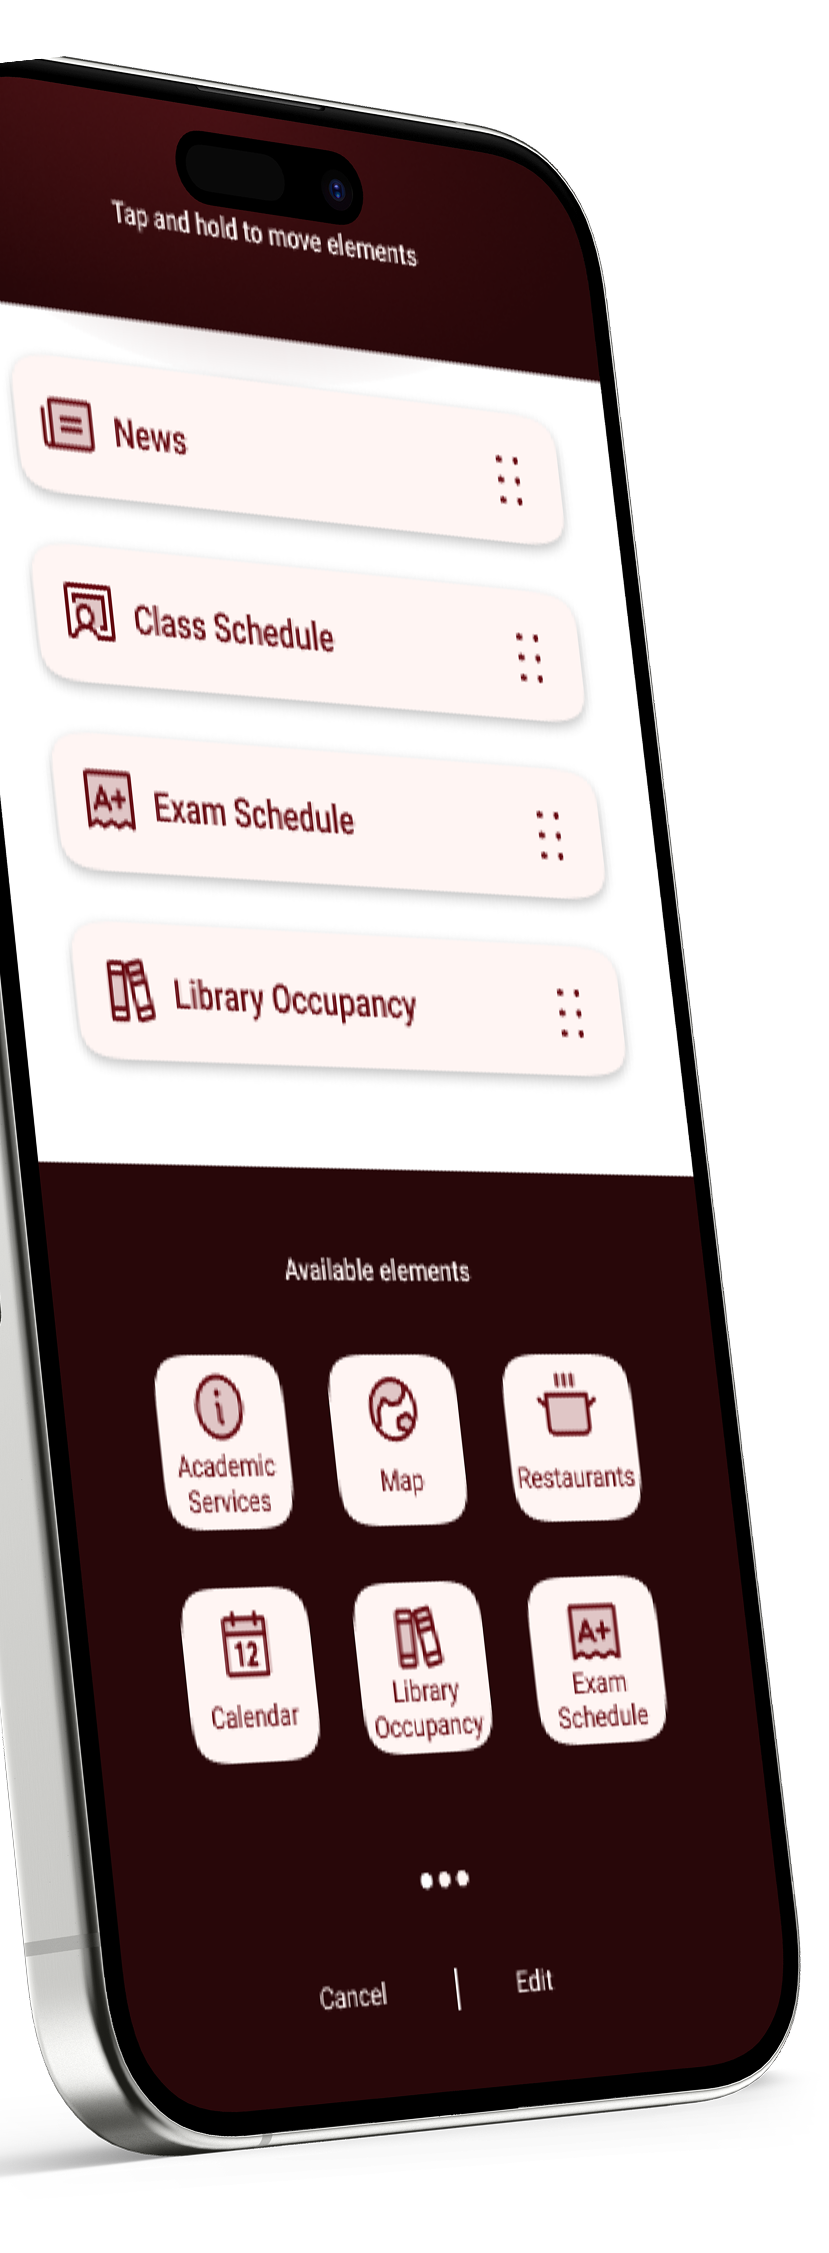 Tap and hold to move elements
News
Class Schedule
A+ Exam Schedule
Library Occupancy
Available elements
i
Academic
Services
Map
Restaurants
12
Calendar
Library
Occupancy
A+
Exam
Schedule
Cancel | Edit